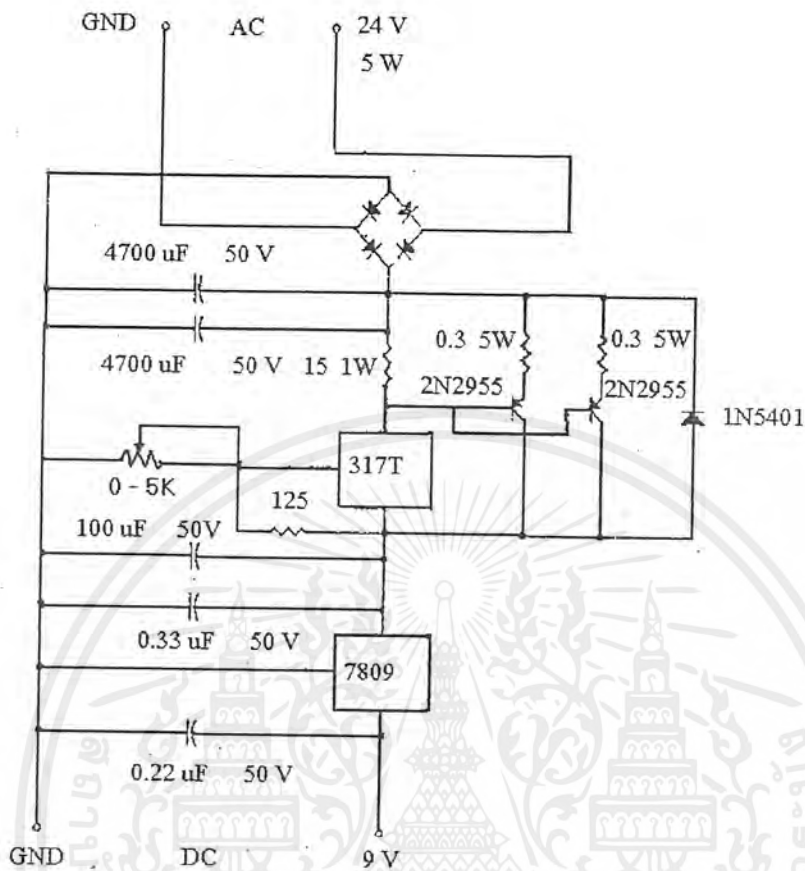 GND AC 24 V
5 W
4700 uF 50 V
0.3 5W 0.3 5W
4700 uF 50 V 15 1W
2N2955 2N2955
1N5401
317T
0 - 5K
125
100 uF 50V
0.33 uF 50 V
7809
0.22 uF 50 V
GND DC 9 V